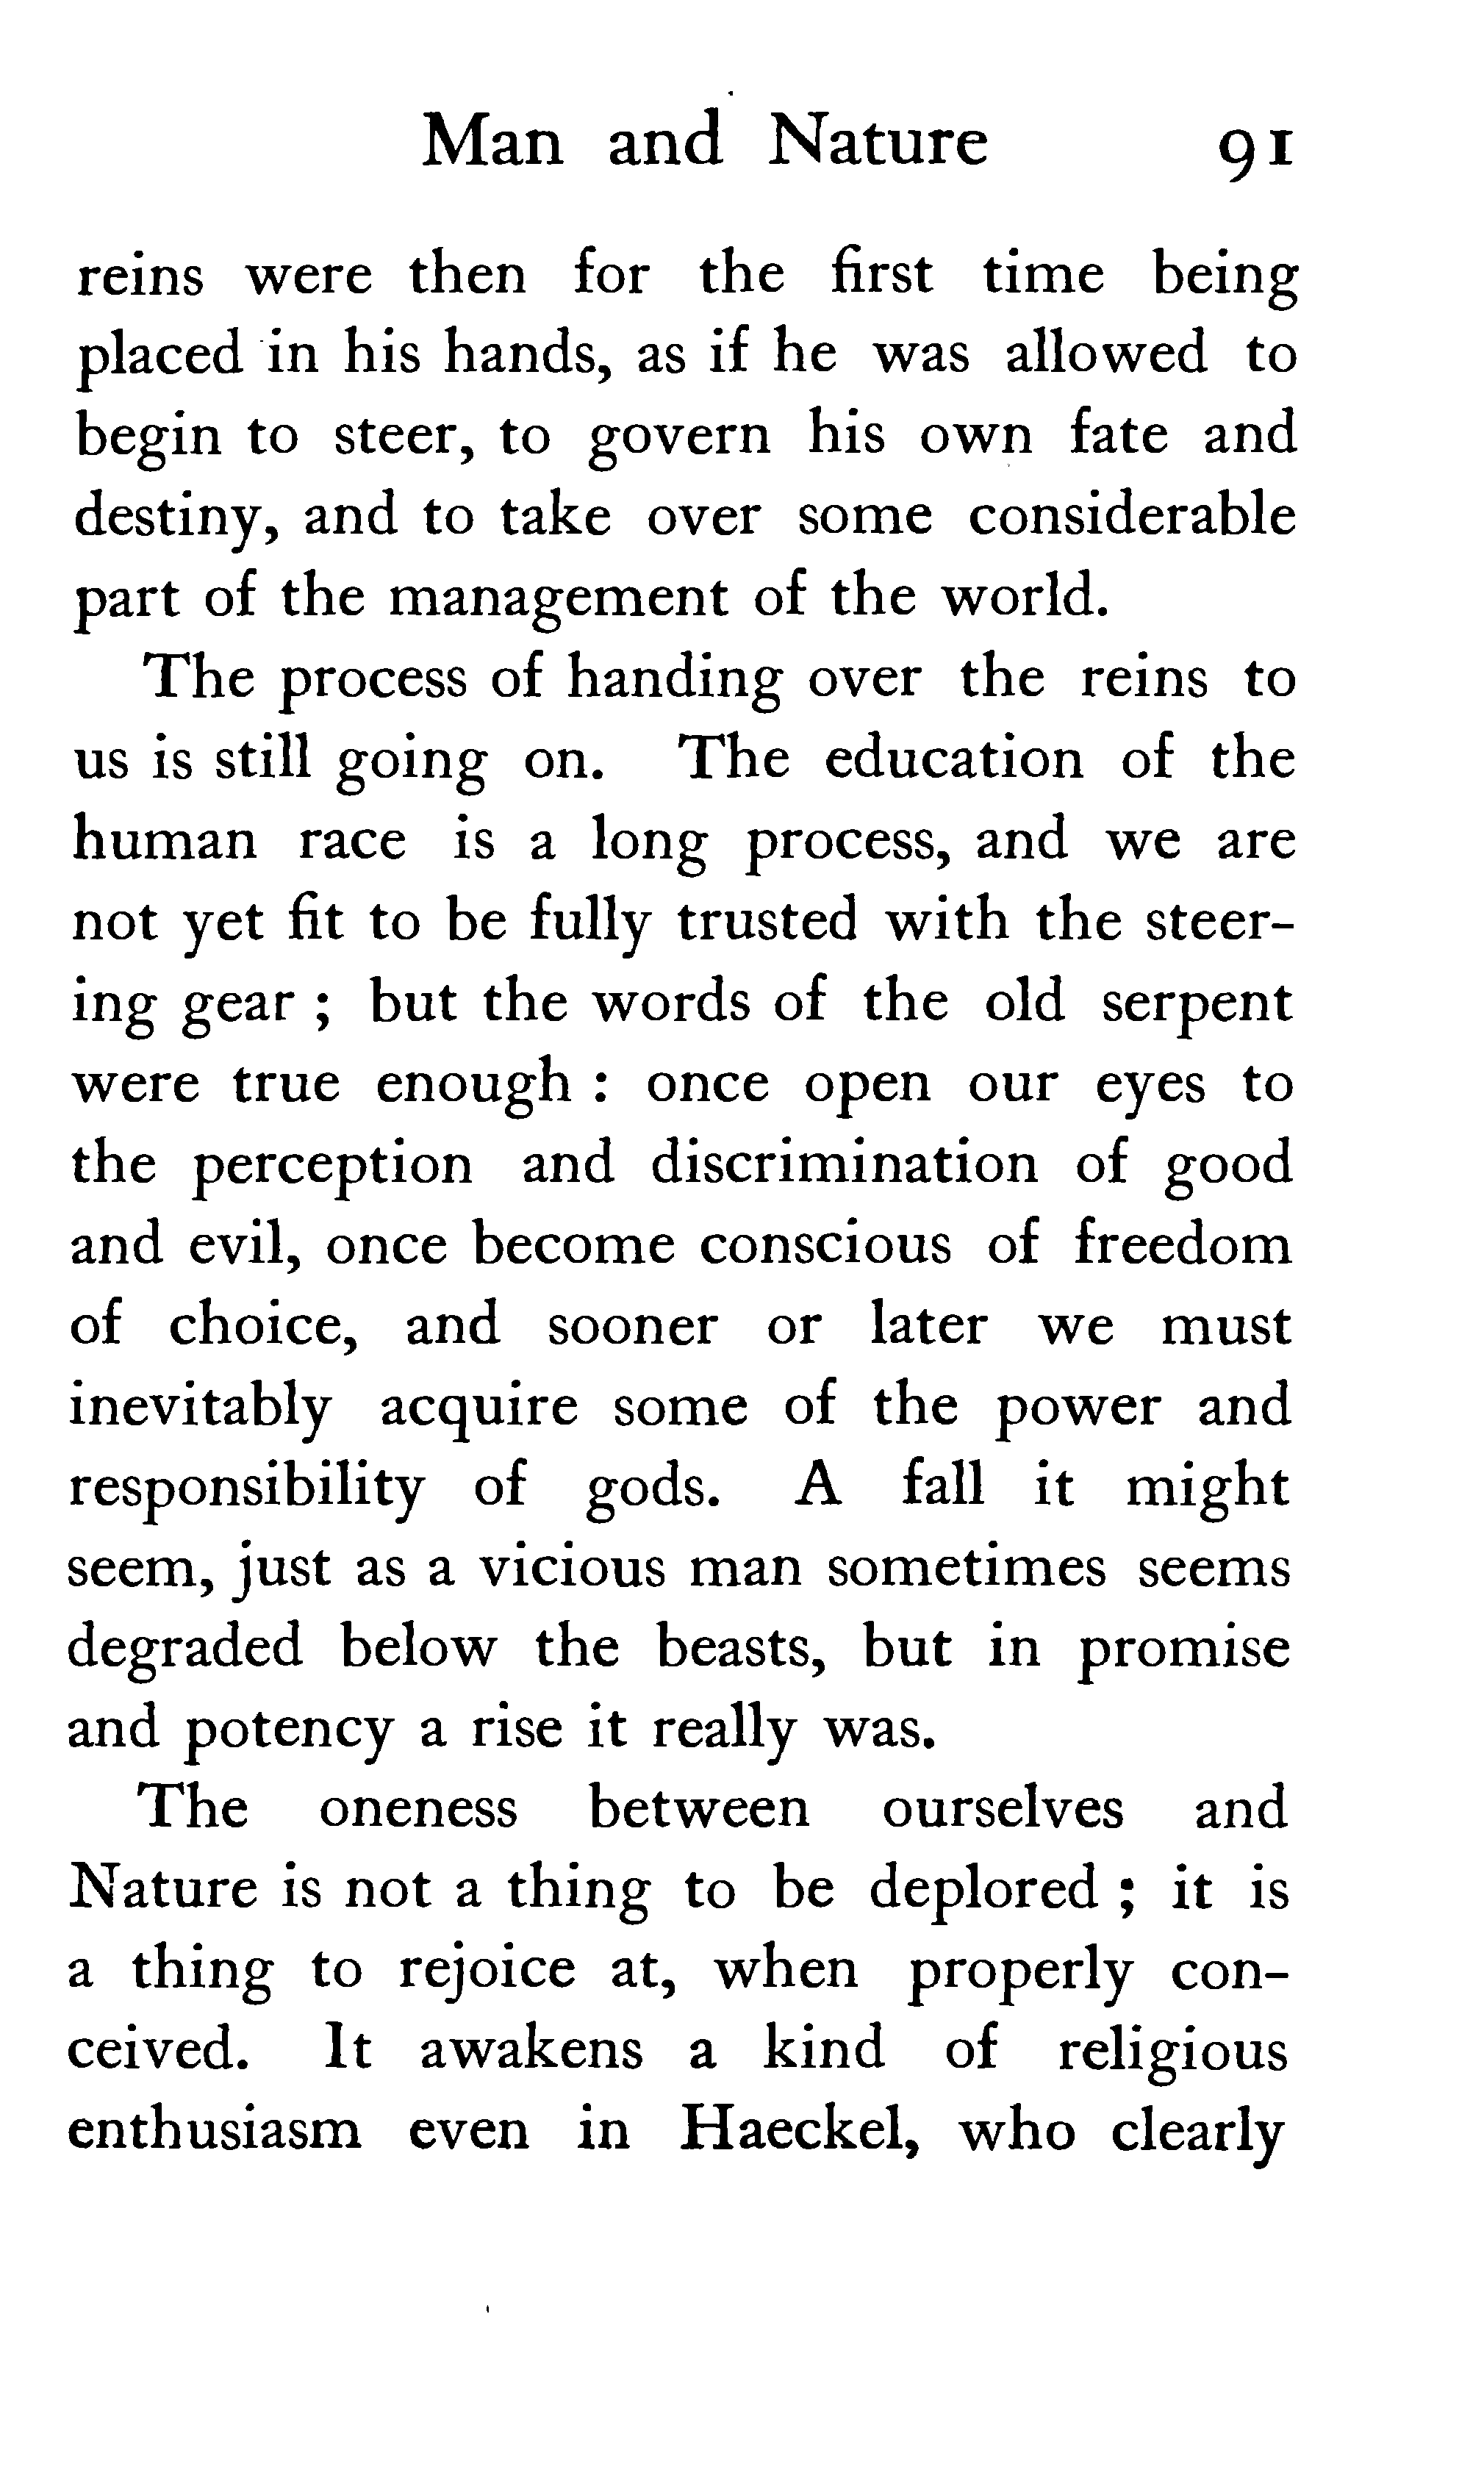 Man and Nature 91
reins were then for the first time being
placed in his hands, as if he was allowed to
begin to steer, to govern his own fate and
destiny, and to take over some considerable
part of the management of the world.
The process of handing over the reins to
us is still going on. The education of the
human race is a long process, and we are
not yet fit to be fully trusted with the steer-
ing gear ; but the words of the old serpent
were true enough : once open our eyes to
the perception and discrimination of good
and evil, once become conscious of freedom
of choice, and sooner or later we must
inevitably acquire some of the power and
responsibility of gods. A fall it might
seem, just as a vicious man sometimes seems
degraded below the beasts, but in promise
and potency a rise it really was.
The oneness between ourselves and
Nature is not a thing to be deplored ; it is
a thing to rejoice at, when properly con-
ceived. It awakens a kind of religious
enthusiasm even in Haeckel, who clearly